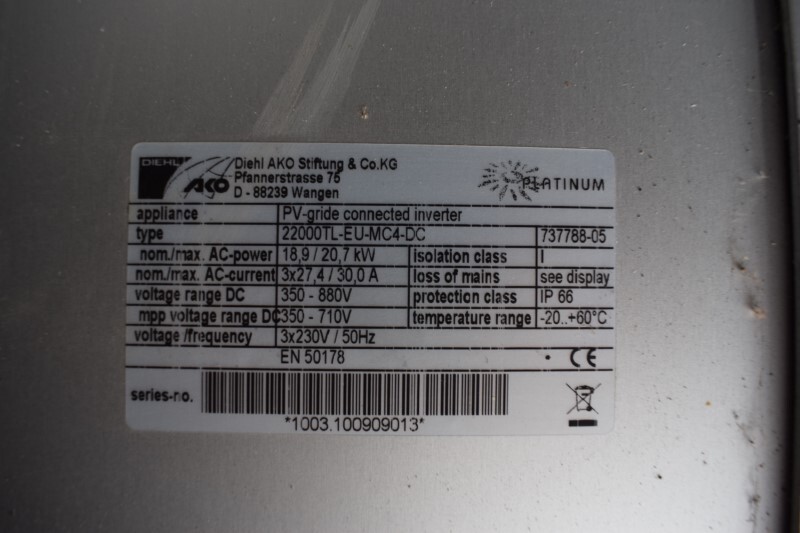 DIEHL AKO
Diehl AKO Stiftung & Co.KG
Pfannerstrasse 75
D - 88239 Wangen
PLATINUM
appliance PV-gride connected inverter
type 22000TL-EU-MC4-DC 737788-05
nom./max. AC-power 18,9 / 20,7 kW isolation class I
nom./max. AC-current 3x27,4 / 30,0 A loss of mains see display
voltage range DC 350 - 880V protection class IP 66
mpp voltage range DC 350 - 710V temperature range -20..+60°C
voltage /frequency 3x230V / 50Hz
EN 50178 CE
series-no.
*1003.100909013*